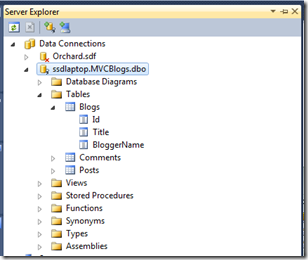 Server Explorer
Data Connections
Orchard.sdf
ssdlaptop.MVCBlogs.dbo
Database Diagrams
Tables
Blogs
Id
Title
BloggerName
Comments
Posts
Views
Stored Procedures
Functions
Synonyms
Types
Assemblies